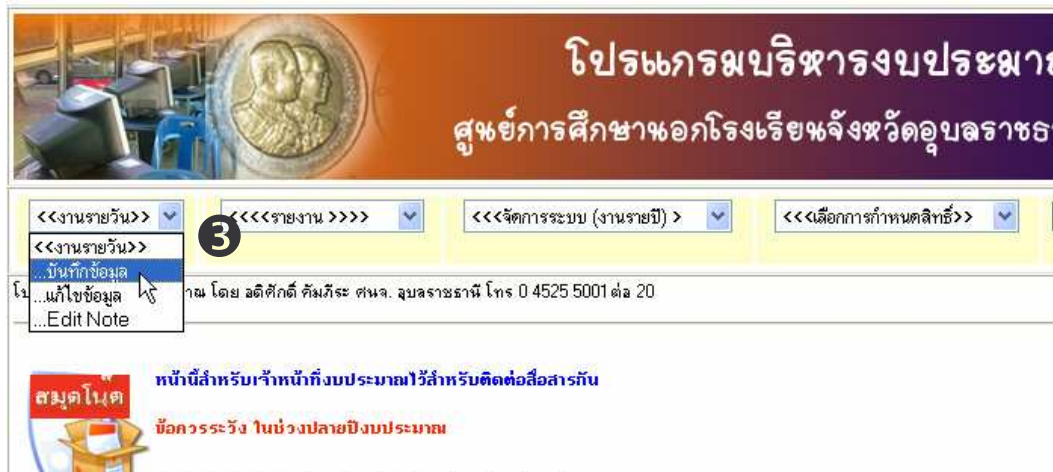 โปรแกรมบริหารงบประมา
ศูนย์การศึกษานอกโรงเรียนจังหวัดอุบลราชธ
<<งานรายวัน>> <<<<รายงาน >>>> <<<จัดการระบบ (งานรายปี) > <<<เลือกการกำหนดสิทธิ์>>
3
<<งานรายวัน>>
...บันทึกข้อมูล
...แก้ไขข้อมูล
...Edit Note
าณ โดย อดิศักดิ์ คัมภีระ ศนจ. อุบลราชธานี โทร 0 4525 5001 ต่อ 20
หน้านี้สำหรับเจ้าหน้าที่งบประมาณไว้สำหรับติดต่อสื่อสารกัน
สมุดโน๊ต
ข้อควรระวัง ในช่วงปลายปีงบประมาณ